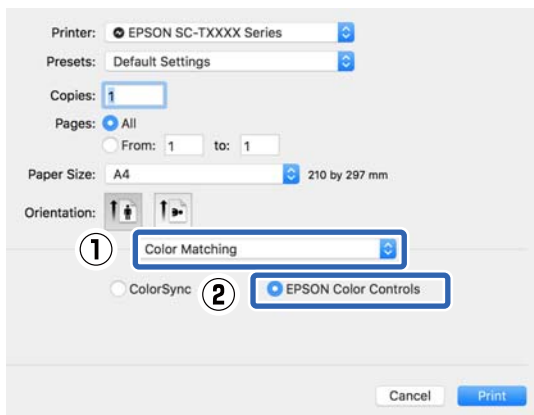 Printer: EPSON SC-TXXXX Series
Presets: Default Settings
Copies: 1
Pages: All
From: 1 to: 1
Paper Size: A4 210 by 297 mm
Orientation:
① Color Matching
ColorSync ② EPSON Color Controls
Cancel Print